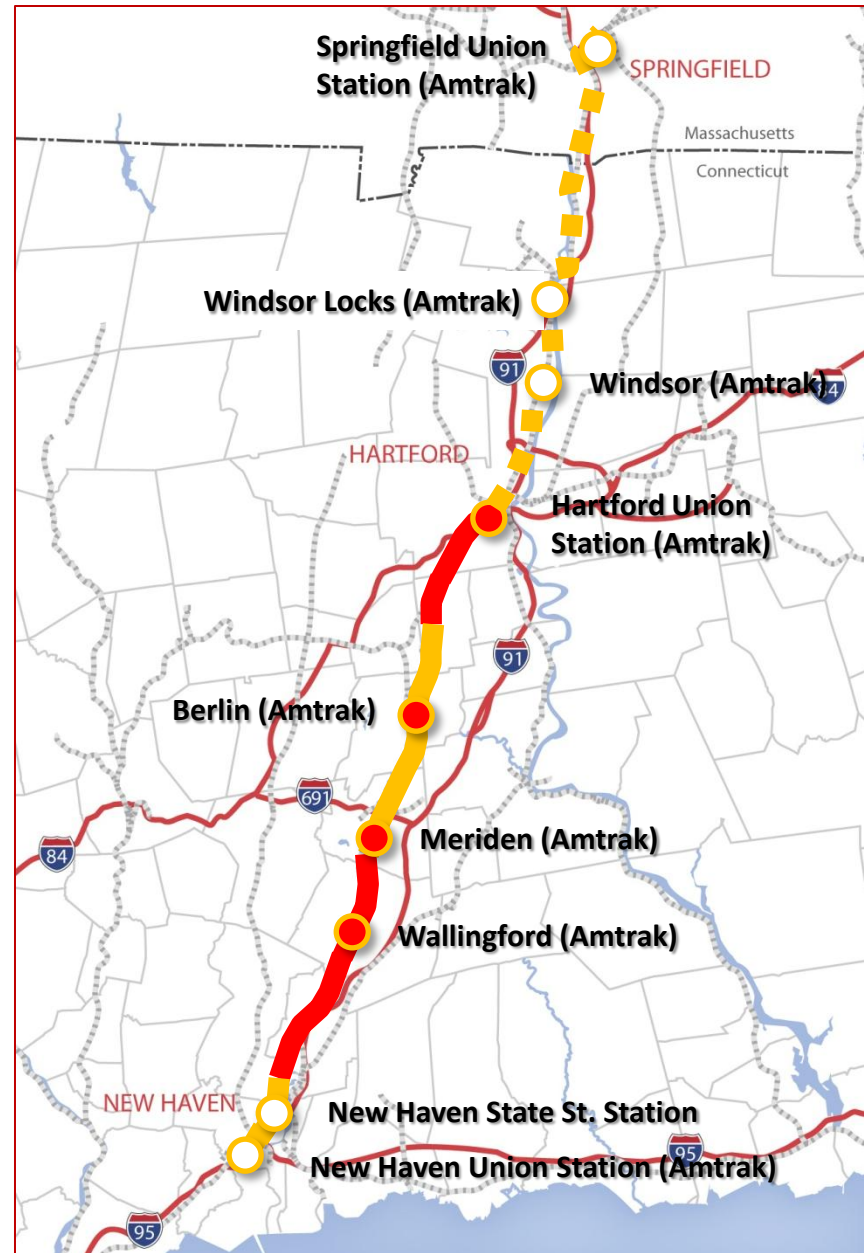 Springfield Union
Station (Amtrak)
SPRINGFIELD
Massachusetts
Connecticut
Windsor Locks (Amtrak)
91
Windsor (Amtrak)
84
HARTFORD
Hartford Union
Station (Amtrak)
91
Berlin (Amtrak)
691
84
Meriden (Amtrak)
Wallingford (Amtrak)
NEW HAVEN
New Haven State St. Station
95
New Haven Union Station (Amtrak)
95